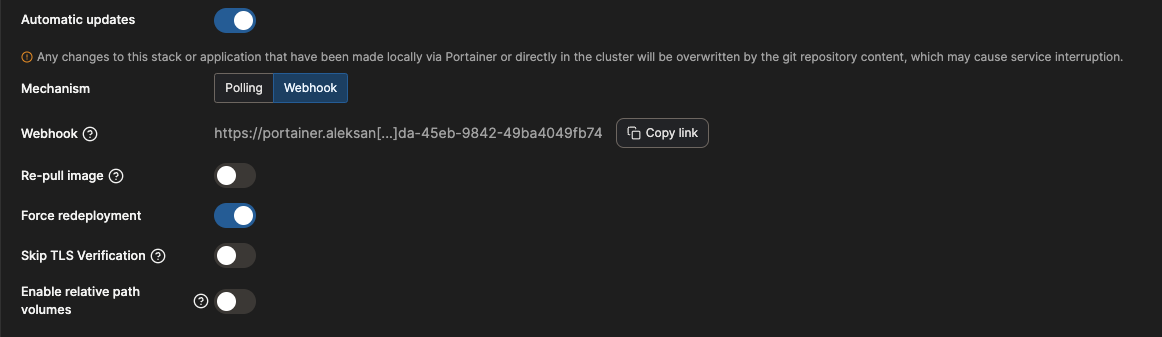 Automatic updates
Any changes to this stack or application that have been made locally via Portainer or directly in the cluster will be overwritten by the git repository content, which may cause service interruption.
Mechanism
Polling Webhook
Webhook https://portainer.aleksan[...]da-45eb-9842-49ba4049fb74 Copy link
Re-pull image
Force redeployment
Skip TLS Verification
Enable relative path
volumes